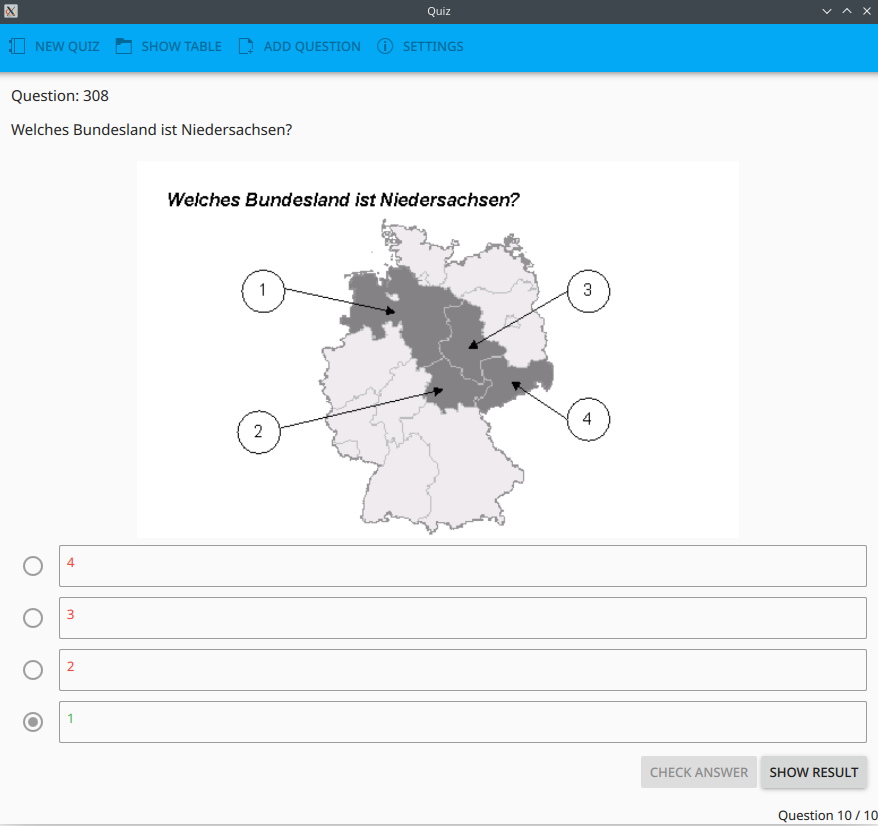 Quiz
NEW QUIZ SHOW TABLE ADD QUESTION SETTINGS
Question: 308
Welches Bundesland ist Niedersachsen?
Welches Bundesland ist Niedersachsen?
1
3
2
4
4
3
2
1
CHECK ANSWER SHOW RESULT
Question 10 / 10